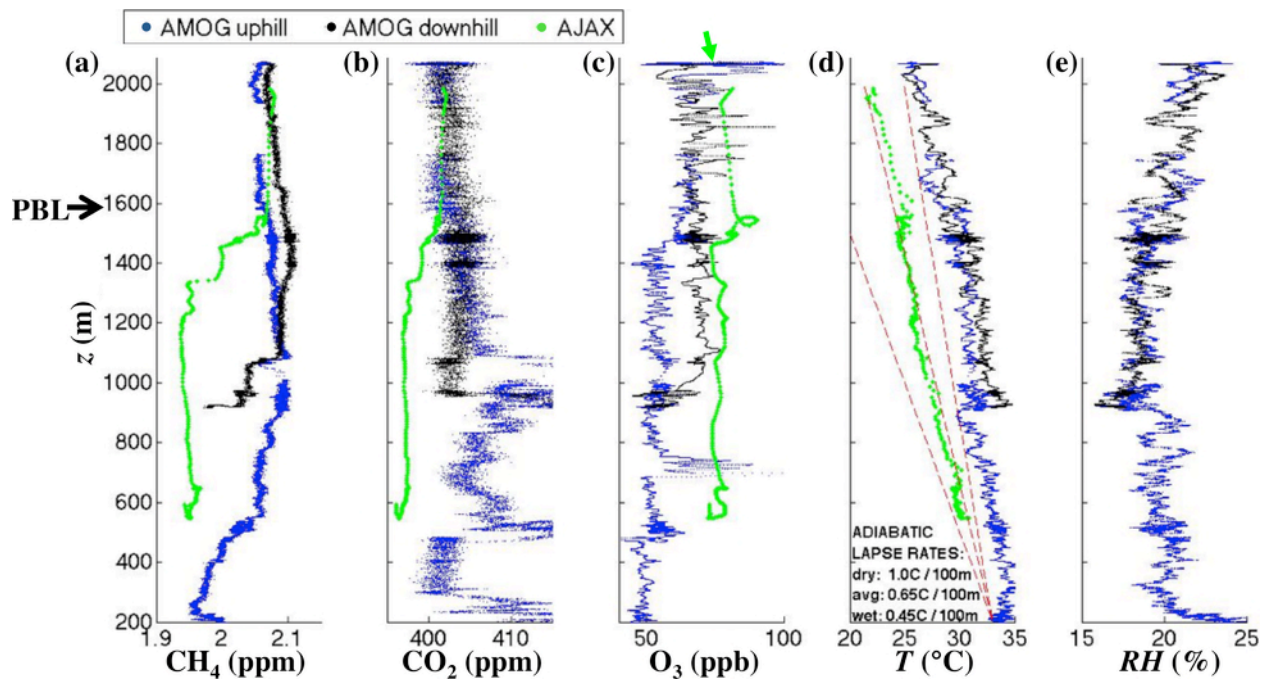 AMOG uphill AMOG downhill AJAX
(a) (b) (c) (d) (e)
2000
1800
1600
1400
1200
1000
800
600
400
200
PBL
z (m)
ADIABATIC
LAPSE RATES:
dry: 1.0C / 100m
avg: 0.65C / 100m
wet: 0.45C / 100m
1.9 2 2.1 400 410 50 100 20 25 30 35 15 20 25
CH4 (ppm) CO2 (ppm) O3 (ppb) T (°C) RH (%)